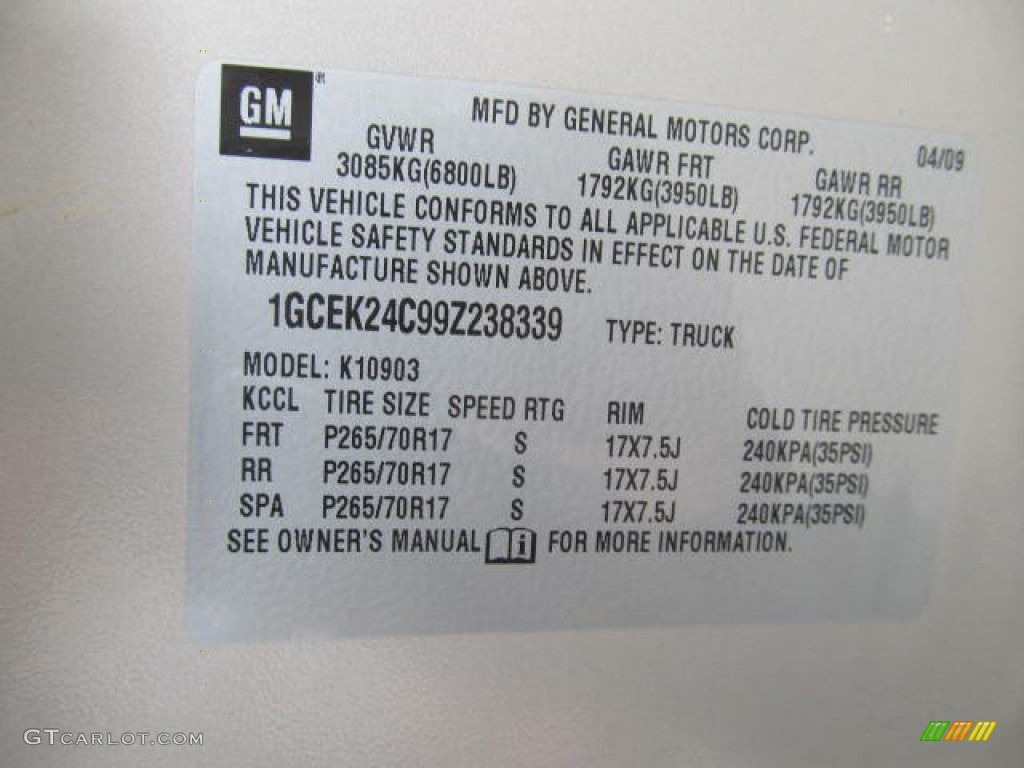 GM ®
MFD BY GENERAL MOTORS CORP.
04/09
GVWR GAWR FRT GAWR RR
3085KG(6800LB) 1792KG(3950LB) 1792KG(3950LB)
THIS VEHICLE CONFORMS TO ALL APPLICABLE U.S. FEDERAL MOTOR
VEHICLE SAFETY STANDARDS IN EFFECT ON THE DATE OF
MANUFACTURE SHOWN ABOVE.
1GCEK24C99Z238339 TYPE: TRUCK
MODEL: K10903
KCCL TIRE SIZE SPEED RTG RIM COLD TIRE PRESSURE
FRT P265/70R17 S 17X7.5J 240KPA(35PSI)
RR P265/70R17 S 17X7.5J 240KPA(35PSI)
SPA P265/70R17 S 17X7.5J 240KPA(35PSI)
SEE OWNER'S MANUAL i FOR MORE INFORMATION.
GTCARLOT.COM